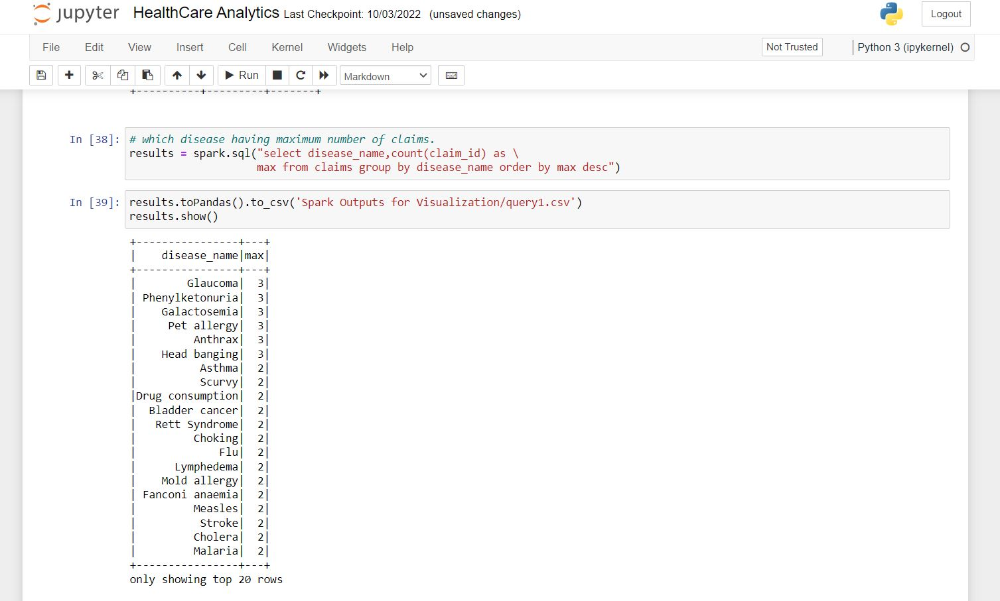 jupyter HealthCare Analytics Last Checkpoint: 10/03/2022 (unsaved changes) Logout
File Edit View Insert Cell Kernel Widgets Help Not Trusted Python 3 (ipykernel)
Run Markdown
+----------+---------+-------+
In [38]: # which disease having maximum number of claims.
results = spark.sql("select disease_name,count(claim_id) as \
max from claims group by disease_name order by max desc")
In [39]: results.toPandas().to_csv('Spark Outputs for Visualization/query1.csv')
results.show()
+----------------+---+
|    disease_name|max|
+----------------+---+
|        Glaucoma|  3|
| Phenylketonuria|  3|
|    Galactosemia|  3|
|     Pet allergy|  3|
|         Anthrax|  3|
|    Head banging|  3|
|          Asthma|  2|
|          Scurvy|  2|
|Drug consumption|  2|
|  Bladder cancer|  2|
|   Rett Syndrome|  2|
|         Choking|  2|
|             Flu|  2|
|      Lymphedema|  2|
|    Mold allergy|  2|
| Fanconi anaemia|  2|
|         Measles|  2|
|          Stroke|  2|
|         Cholera|  2|
|         Malaria|  2|
+----------------+---+
only showing top 20 rows